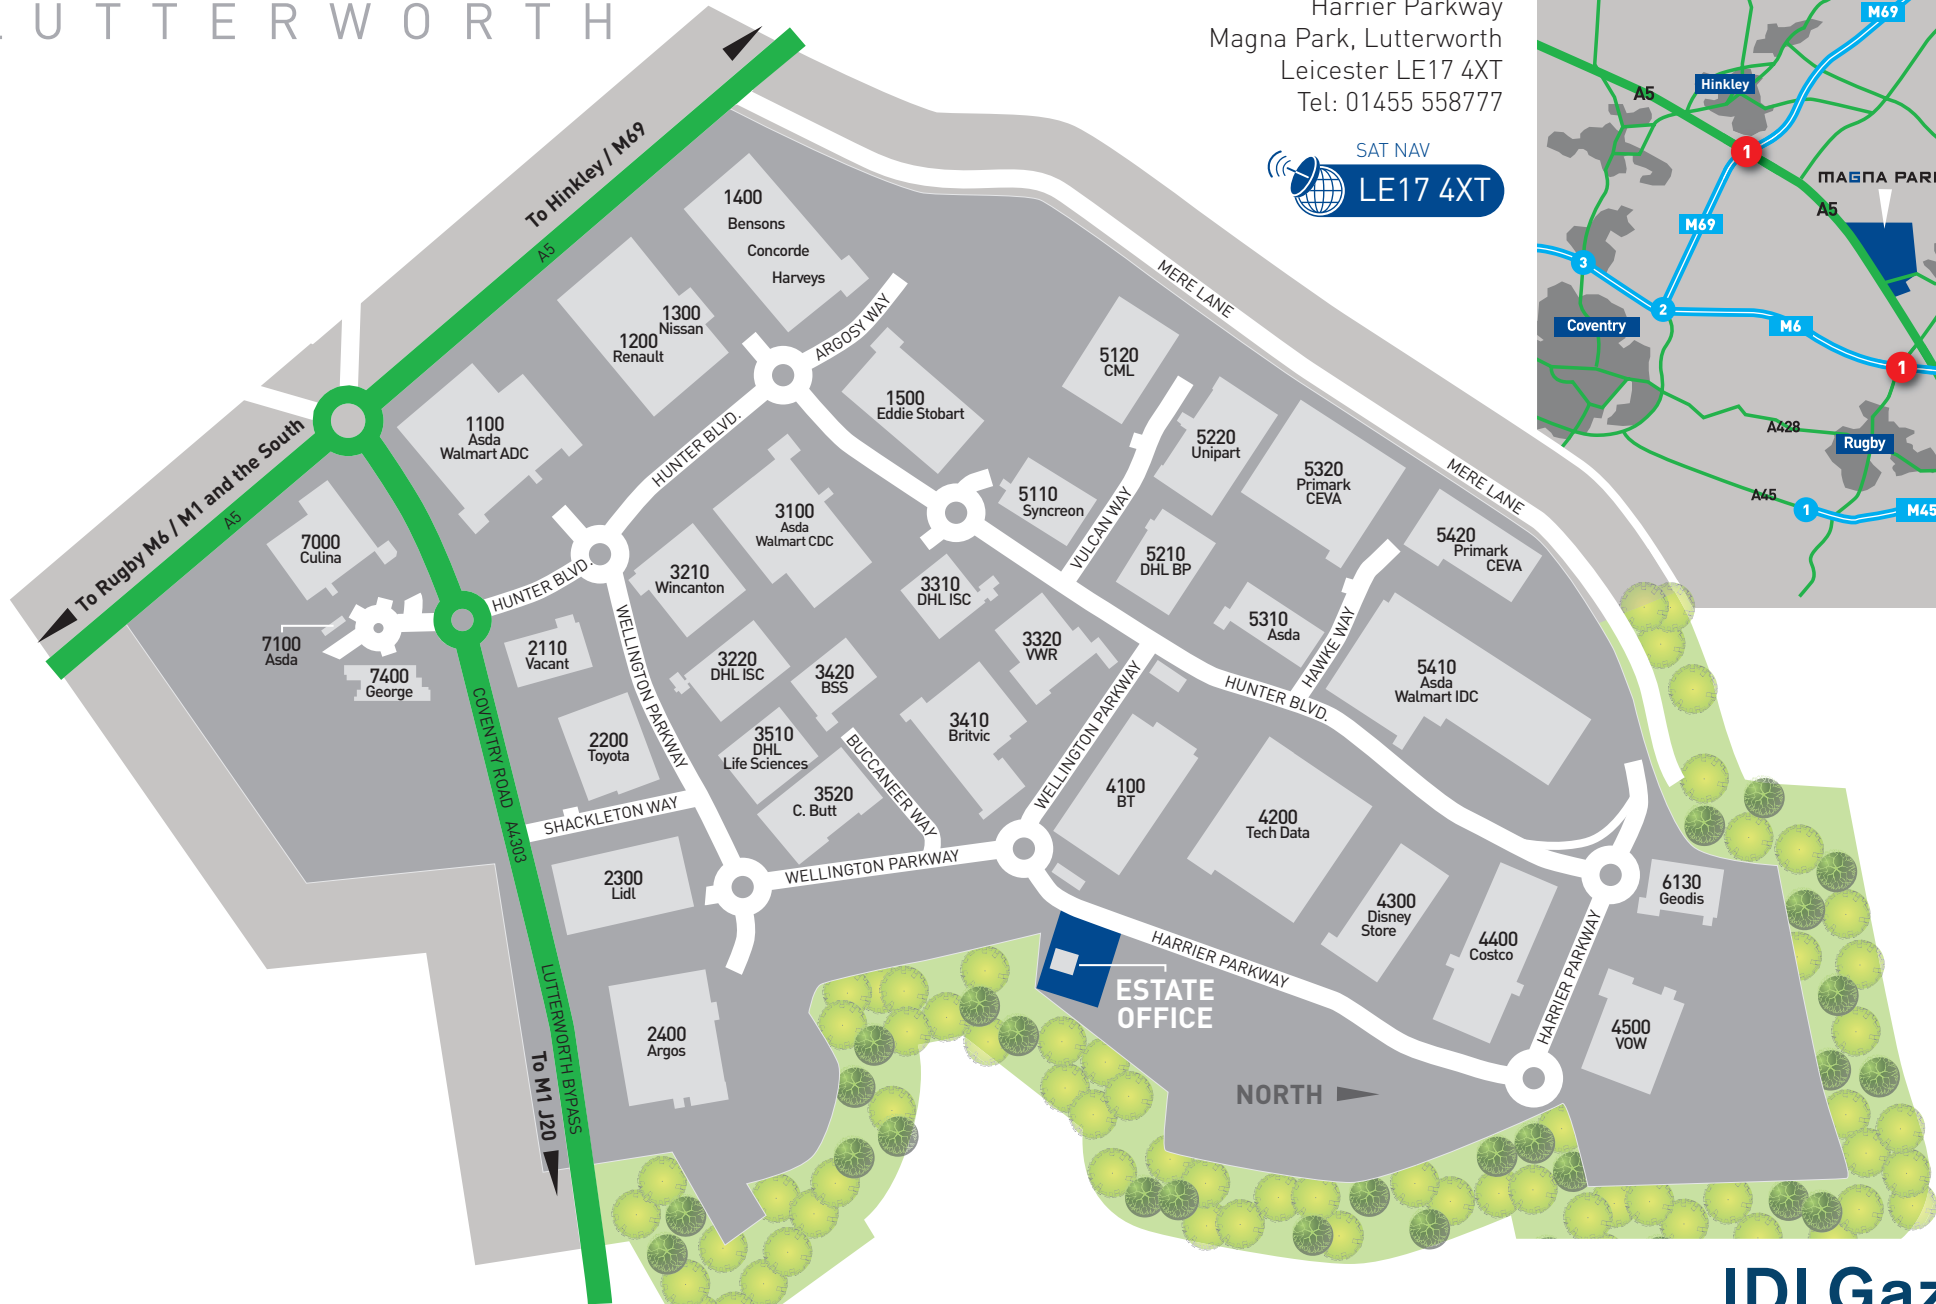 LUTTERWORTH
Harrier Parkway
Magna Park, Lutterworth
Leicester LE17 4XT
Tel: 01455 558777
SAT NAV
LE17 4XT
M69
Hinkley
A5
1
MAGNA PARK
A5
M69
3
2
Coventry
M6
1
A428
Rugby
A45
1
M45
To Hinkley / M69
A5
To Rugby M6 / M1 and the South
A5
1400
Bensons
Concorde
Harveys
1300
Nissan
1200
Renault
ARGOSY WAY
MERE LANE
1100
Asda
Walmart ADC
HUNTER BLVD.
1500
Eddie Stobart
5120
CML
5220
Unipart
5320
Primark
CEVA
MERE LANE
5420
Primark
CEVA
7000
Culina
3100
Asda
Walmart CDC
5110
Syncreon
VULCAN WAY
5210
DHL BP
HUNTER BLVD.
3210
Wincanton
3310
DHL ISC
5310
Asda
HAWKE WAY
7100
Asda
7400
George
2110
Vacant
WELLINGTON PARKWAY
3220
DHL ISC
3420
BSS
3320
VWR
5410
Asda
Walmart IDC
HUNTER BLVD.
COVENTRY ROAD
A4303
2200
Toyota
3510
DHL
Life Sciences
3410
Britvic
WELLINGTON PARKWAY
BUCCANEER WAY
3520
C. Butt
4100
BT
4200
Tech Data
SHACKLETON WAY
WELLINGTON PARKWAY
2300
Lidl
4300
Disney
Store
6130
Geodis
4400
Costco
HARRIER PARKWAY
HARRIER PARKWAY
ESTATE
OFFICE
LUTTERWORTH BYPASS
2400
Argos
4500
VOW
To M1 J20
NORTH
IDI Gaz